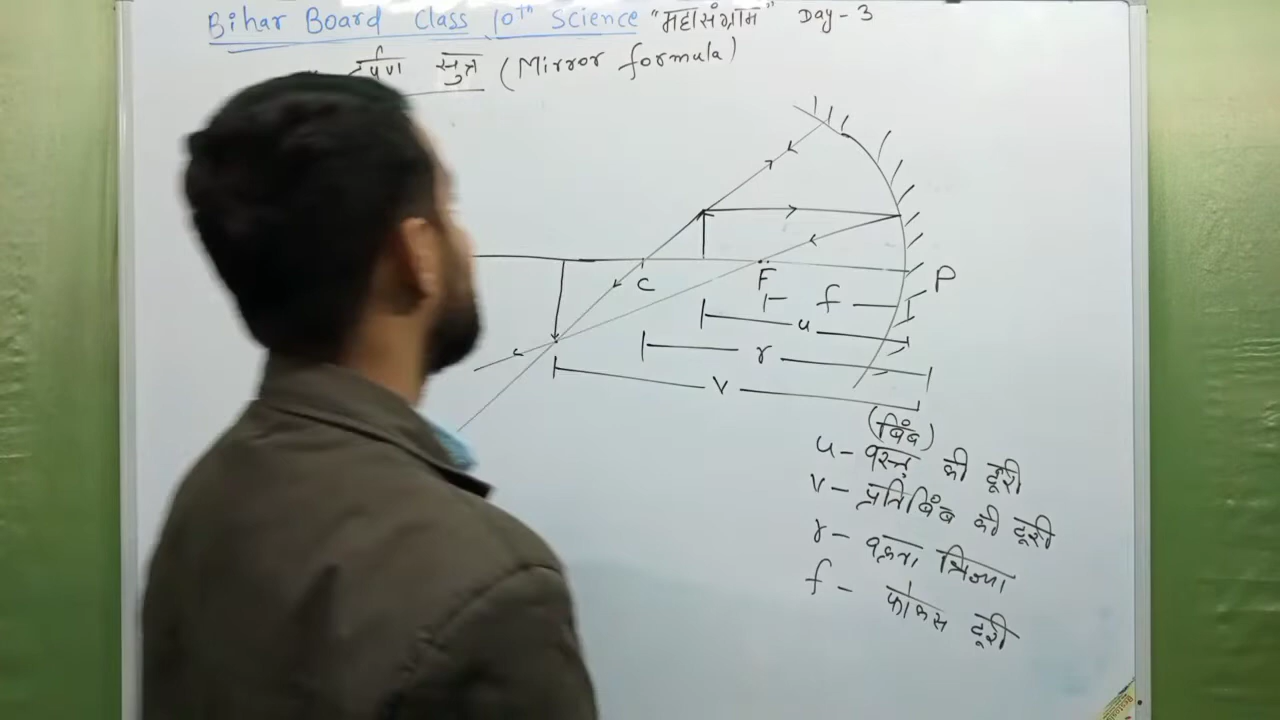 Bihar Board Class 10th Science "महासंग्राम" Day-3
दर्पण सुत्र (Mirror formula)
C F P
f
u
r
v
(बिंब)
u - वस्तु की दूरी
v - प्रतिबिंब की दूरी
r - वक्रता त्रिज्या
f - फोकस दूरी